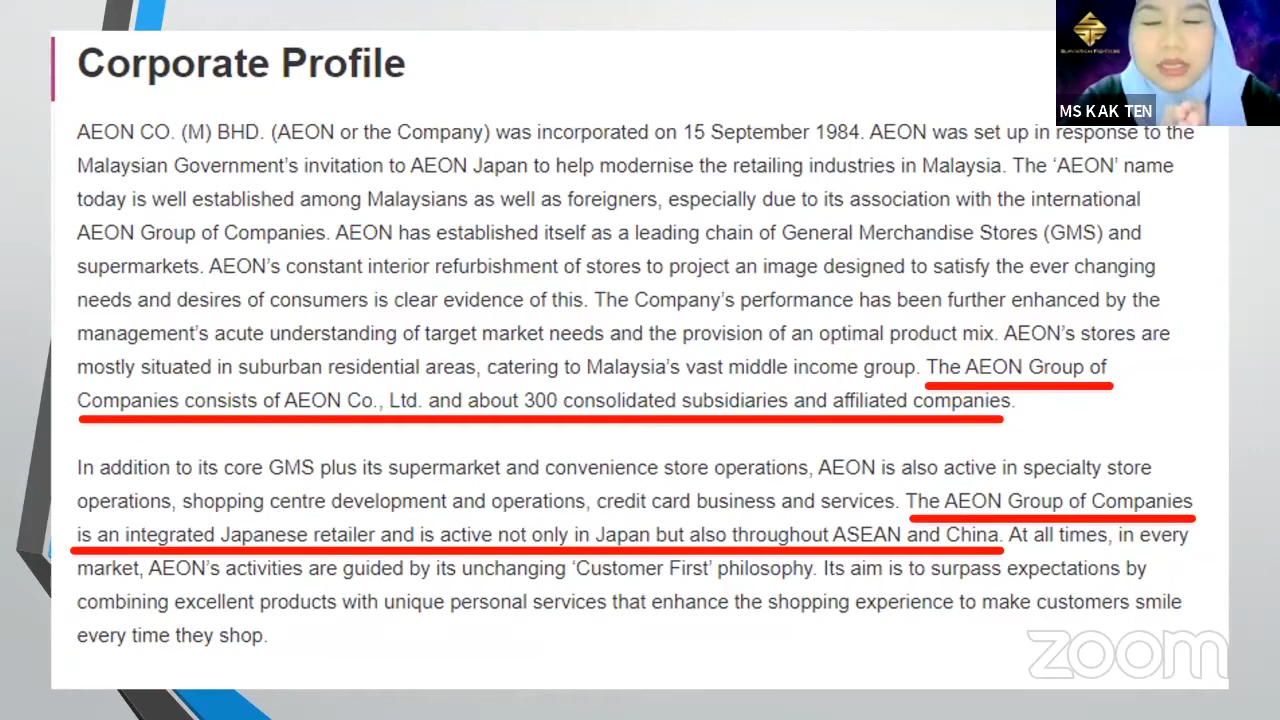 Corporate Profile
MS KAK TEN
AEON CO. (M) BHD. (AEON or the Company) was incorporated on 15 September 1984. AEON was set up in response to the
Malaysian Government's invitation to AEON Japan to help modernise the retailing industries in Malaysia. The 'AEON' name
today is well established among Malaysians as well as foreigners, especially due to its association with the international
AEON Group of Companies. AEON has established itself as a leading chain of General Merchandise Stores (GMS) and
supermarkets. AEON's constant interior refurbishment of stores to project an image designed to satisfy the ever changing
needs and desires of consumers is clear evidence of this. The Company's performance has been further enhanced by the
management's acute understanding of target market needs and the provision of an optimal product mix. AEON's stores are
mostly situated in suburban residential areas, catering to Malaysia's vast middle income group. The AEON Group of
Companies consists of AEON Co., Ltd. and about 300 consolidated subsidiaries and affiliated companies.
In addition to its core GMS plus its supermarket and convenience store operations, AEON is also active in specialty store
operations, shopping centre development and operations, credit card business and services. The AEON Group of Companies
is an integrated Japanese retailer and is active not only in Japan but also throughout ASEAN and China. At all times, in every
market, AEON's activities are guided by its unchanging 'Customer First' philosophy. Its aim is to surpass expectations by
combining excellent products with unique personal services that enhance the shopping experience to make customers smile
every time they shop.
zoom